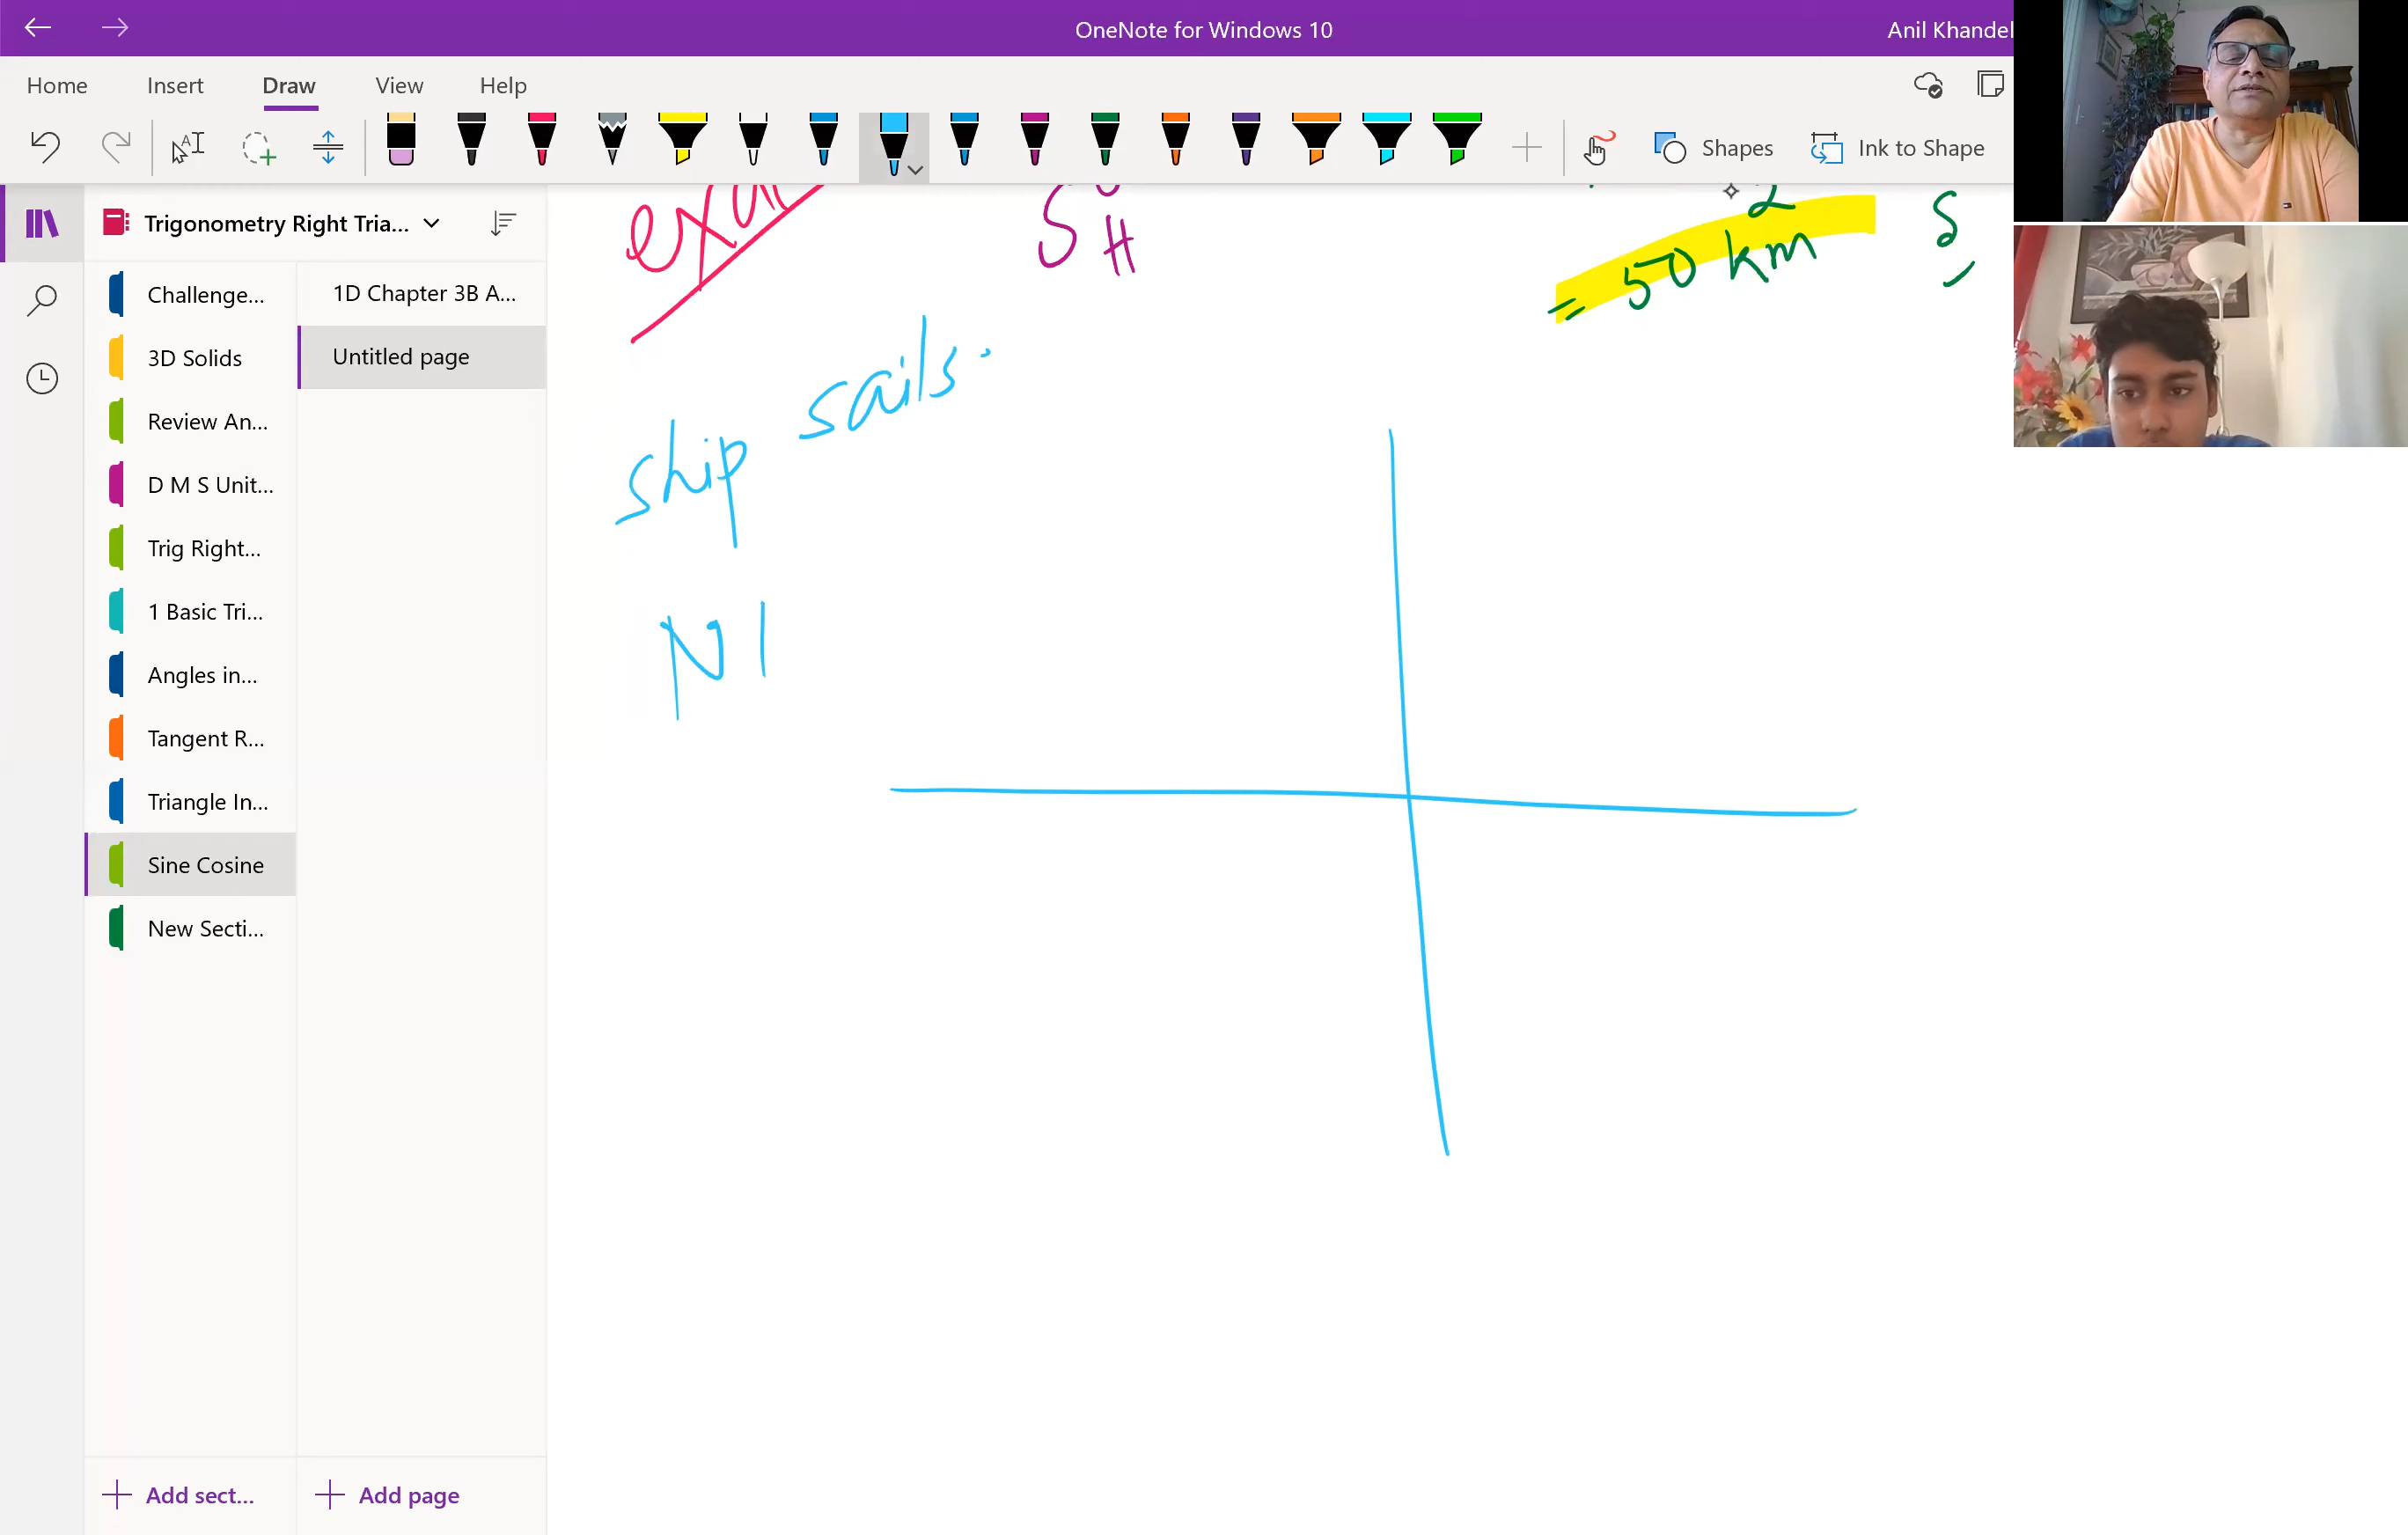 OneNote for Windows 10
Anil Khandel
Home Insert Draw View Help
Shapes Ink to Shape
Trigonometry Right Tria...
Challenge...
3D Solids
Review An...
D M S Unit...
Trig Right...
1 Basic Tri...
Angles in...
Tangent R...
Triangle In...
Sine Cosine
New Secti...
1D Chapter 3B A...
Untitled page
S H
2
= 50 km
ship sails
Add sect...
Add page